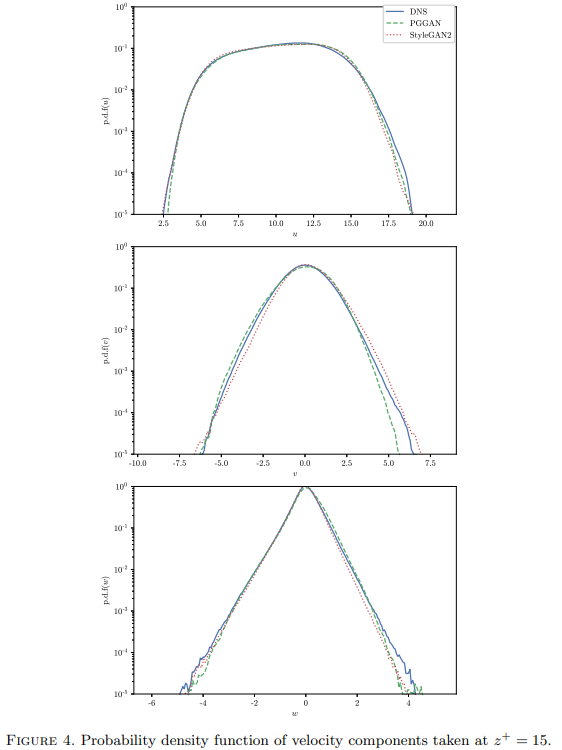 10⁰
DNS
PGGAN
StyleGAN2
10⁻¹
10⁻²
p.d.f(u)
10⁻³
10⁻⁴
10⁻⁵
2.5 5.0 7.5 10.0 12.5 15.0 17.5 20.0
u
10⁰
10⁻¹
10⁻²
p.d.f(v)
10⁻³
10⁻⁴
10⁻⁵
-10.0 -7.5 -5.0 -2.5 0.0 2.5 5.0 7.5
v
10⁰
10⁻¹
10⁻²
p.d.f(w)
10⁻³
10⁻⁴
10⁻⁵
-6 -4 -2 0 2 4
w
FIGURE 4. Probability density function of velocity components taken at z⁺ = 15.